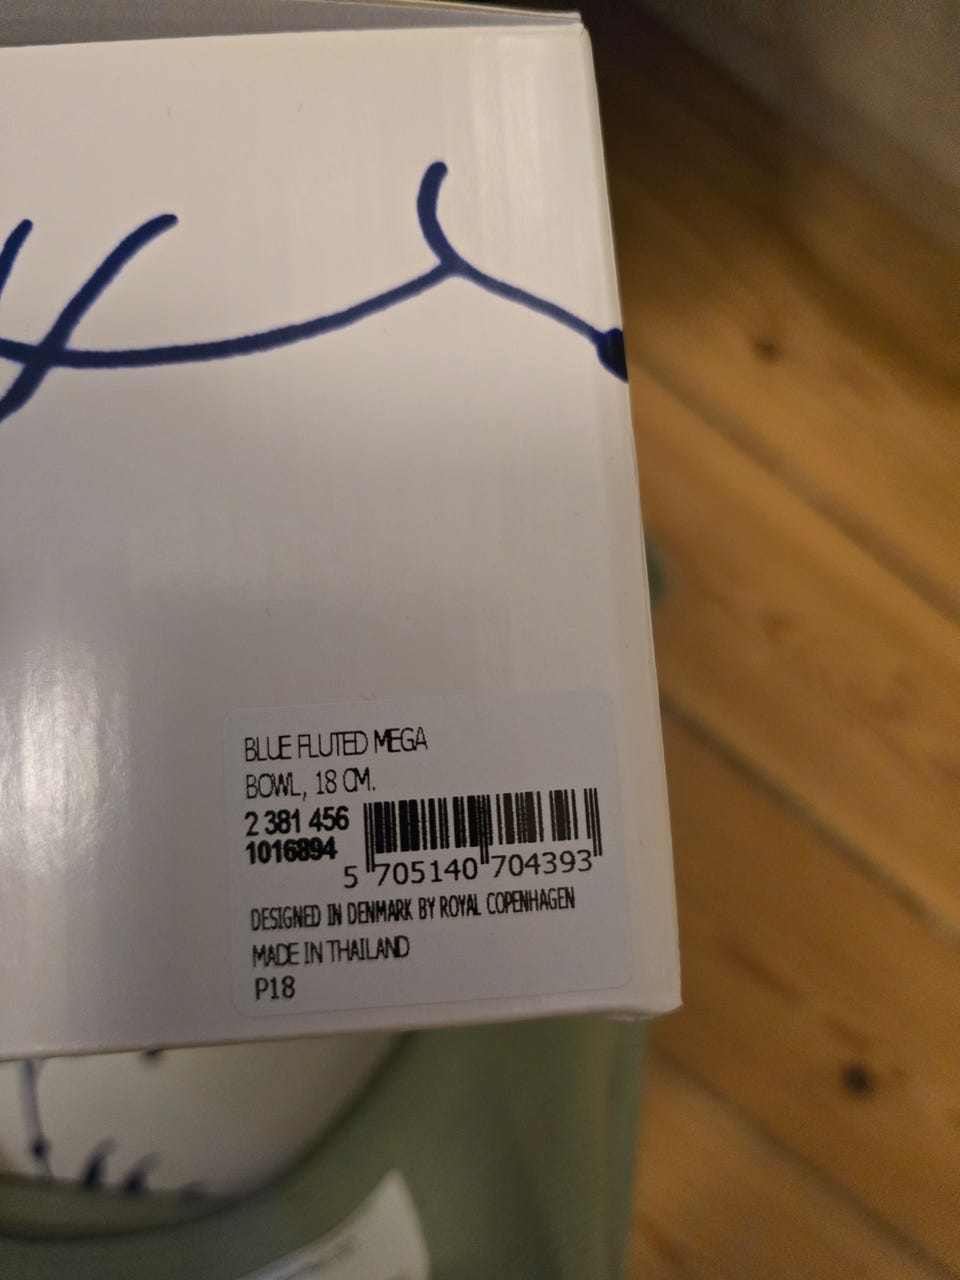 BLUE FLUTED MEGA
BOWL, 18 CM.
2 381 456
1016894
5 705140 704393
DESIGNED IN DENMARK BY ROYAL COPENHAGEN
MADE IN THAILAND
P18